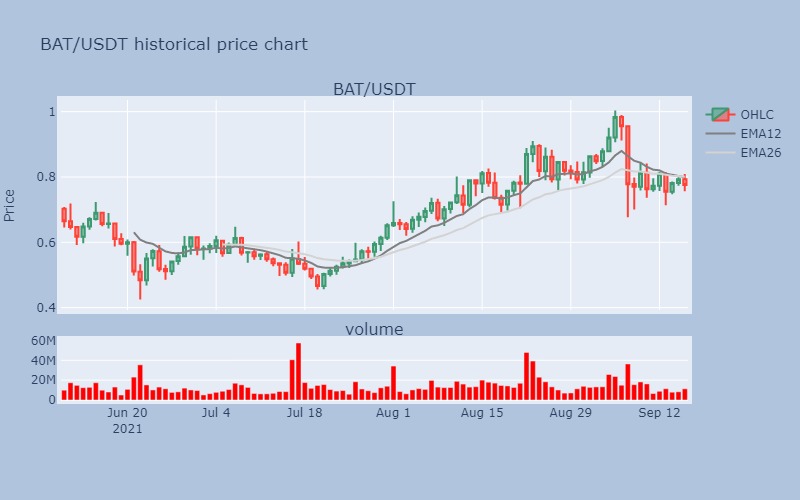 BAT/USDT historical price chart
BAT/USDT
Price
1
0.8
0.6
0.4
OHLC
EMA12
EMA26
volume
60M
40M
20M
0
Jun 20
2021
Jul 4
Jul 18
Aug 1
Aug 15
Aug 29
Sep 12